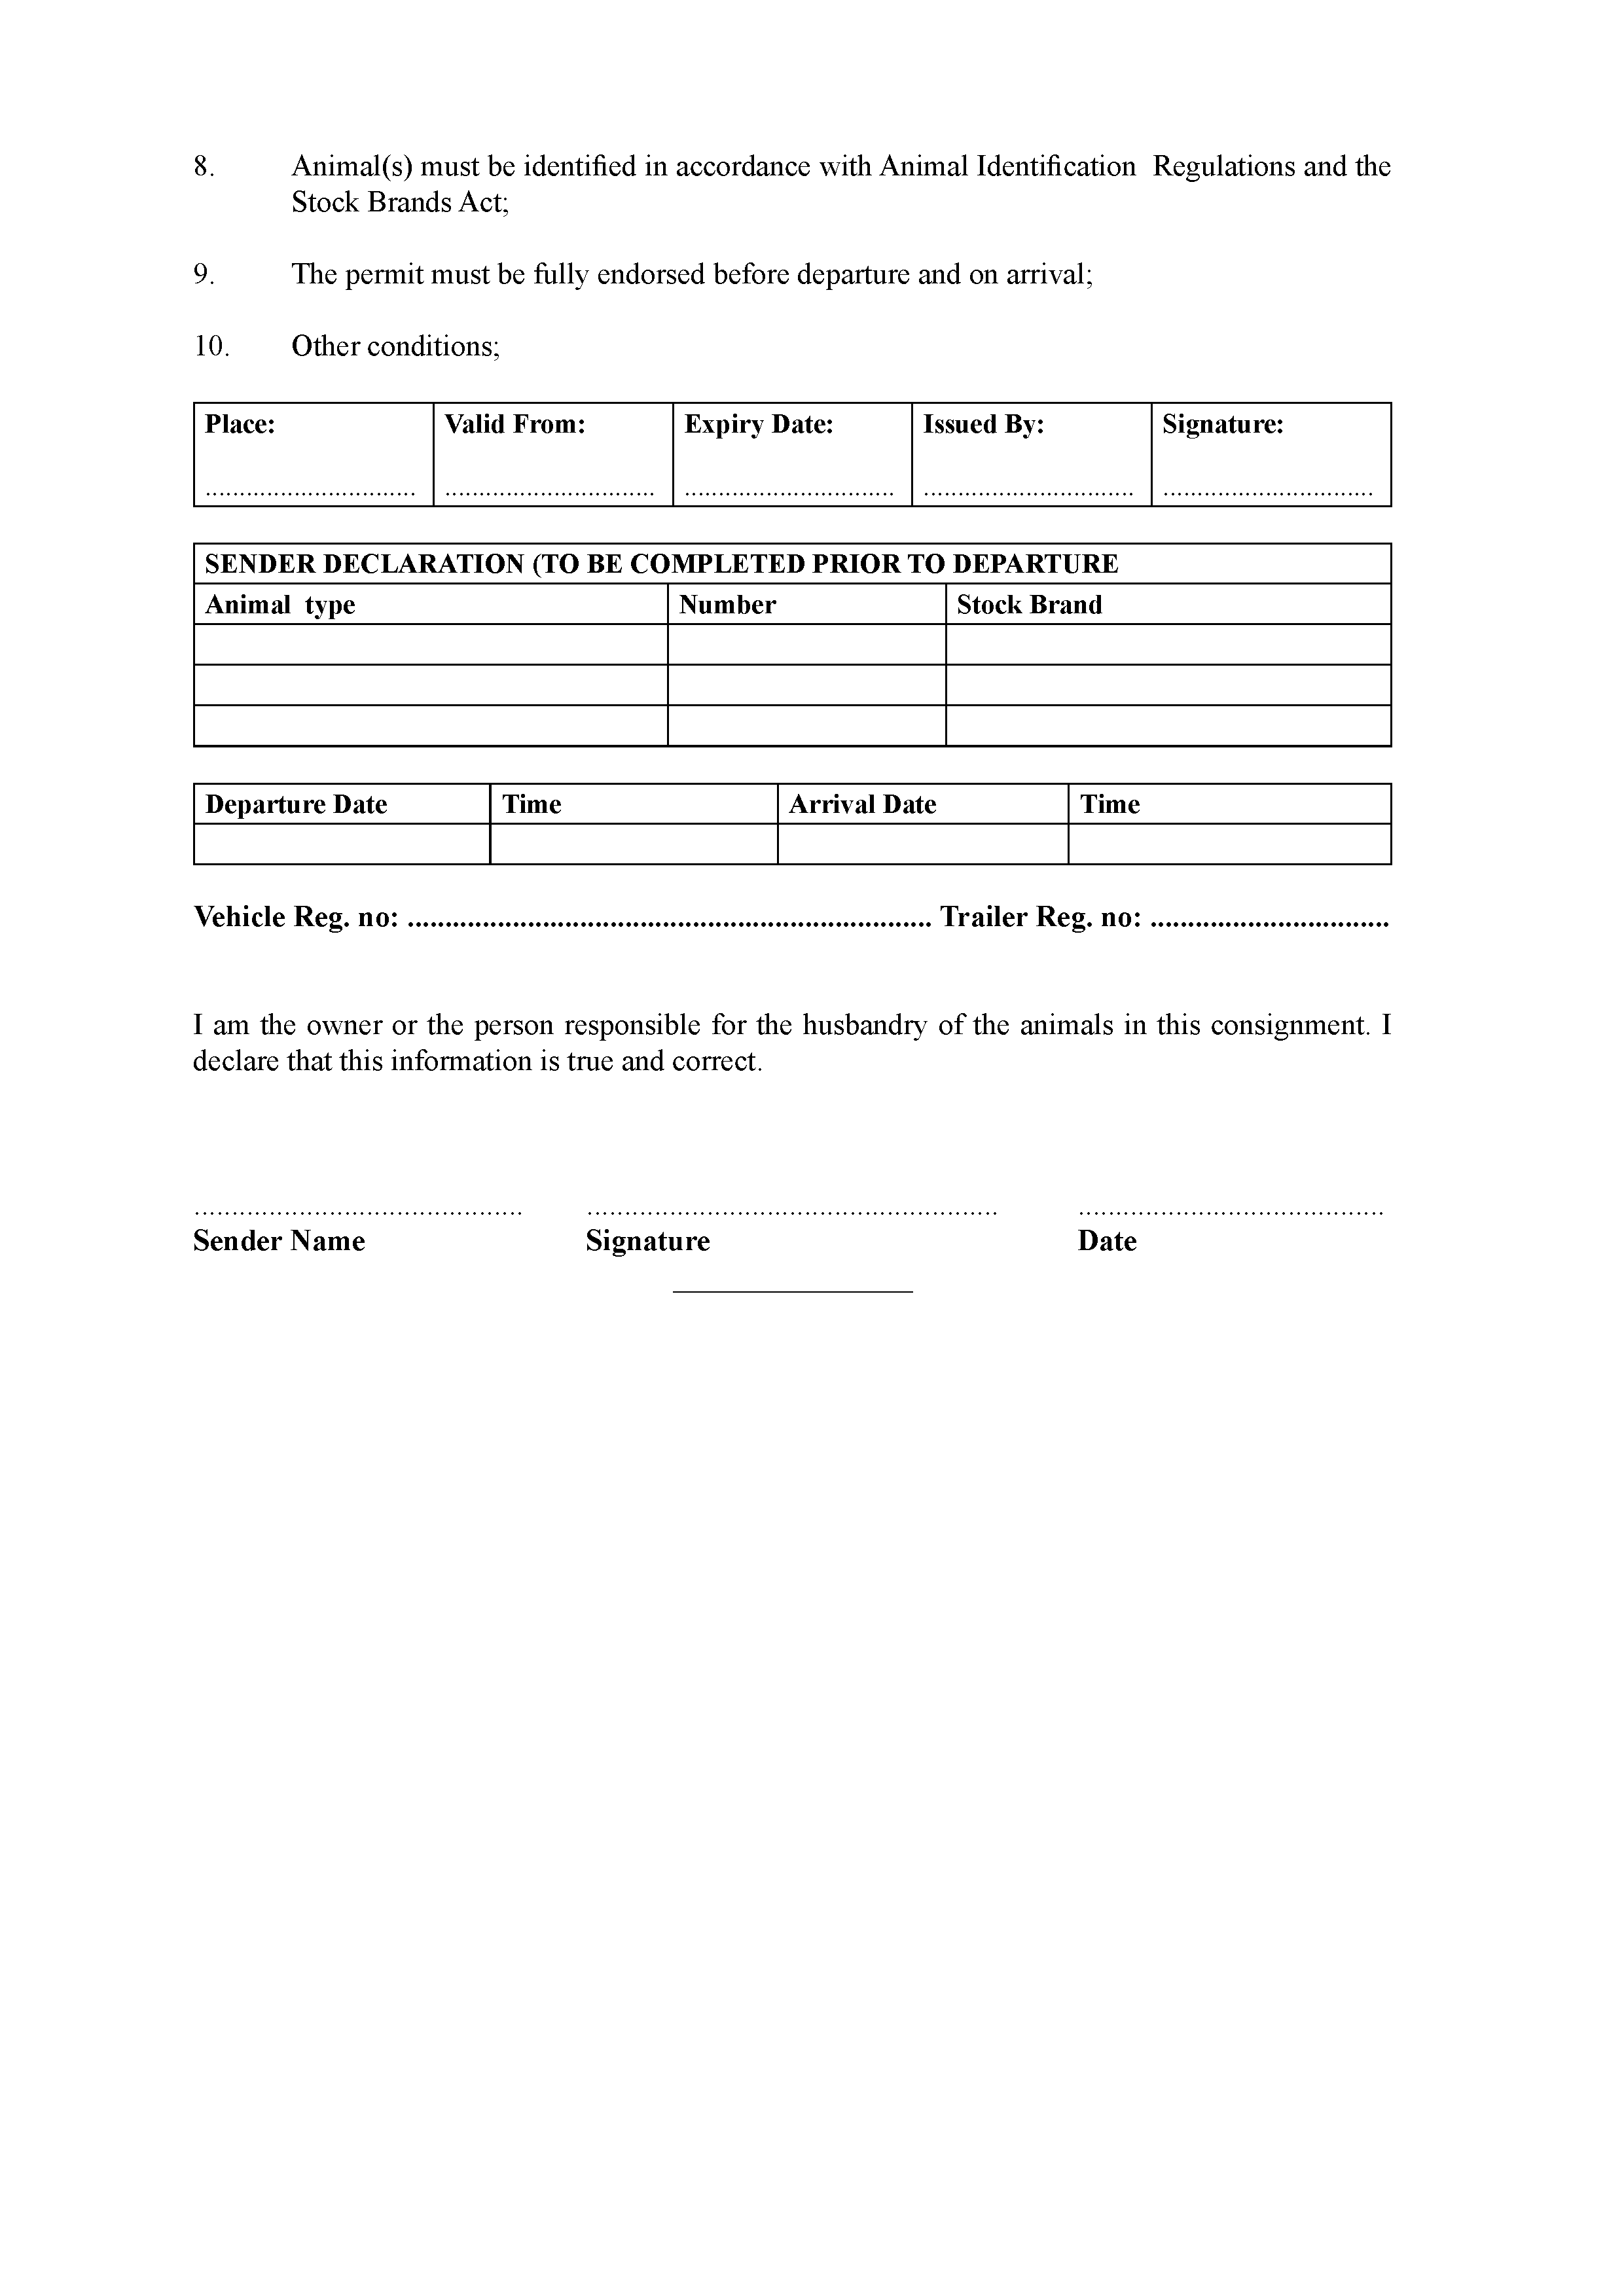 8. Animal(s) must be identified in accordance with Animal Identification Regulations and the
Stock Brands Act;
9. The permit must be fully endorsed before departure and on arrival;
10. Other conditions;
Place: Valid From: Expiry Date: Issued By: Signature:
............................... ............................... ............................... ............................... ...............................
SENDER DECLARATION (TO BE COMPLETED PRIOR TO DEPARTURE
Animal type Number Stock Brand
Departure Date Time Arrival Date Time
Vehicle Reg. no: ...................................................................... Trailer Reg. no: ................................
I am the owner or the person responsible for the husbandry of the animals in this consignment. I
declare that this information is true and correct.
............................................ ....................................................... .........................................
Sender Name Signature Date